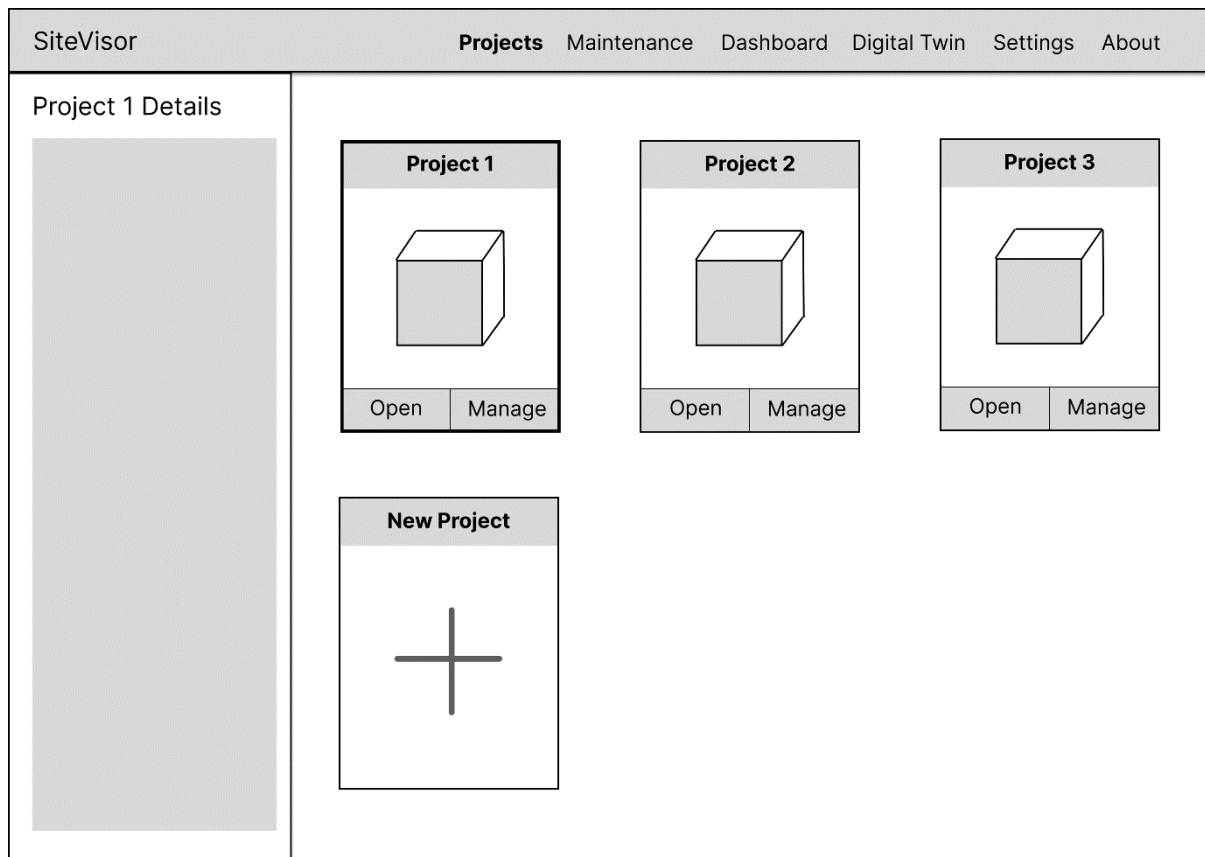 SiteVisor
Projects Maintenance Dashboard Digital Twin Settings About
Project 1 Details
Project 1
Project 2
Project 3
Open Manage
Open Manage
Open Manage
New Project